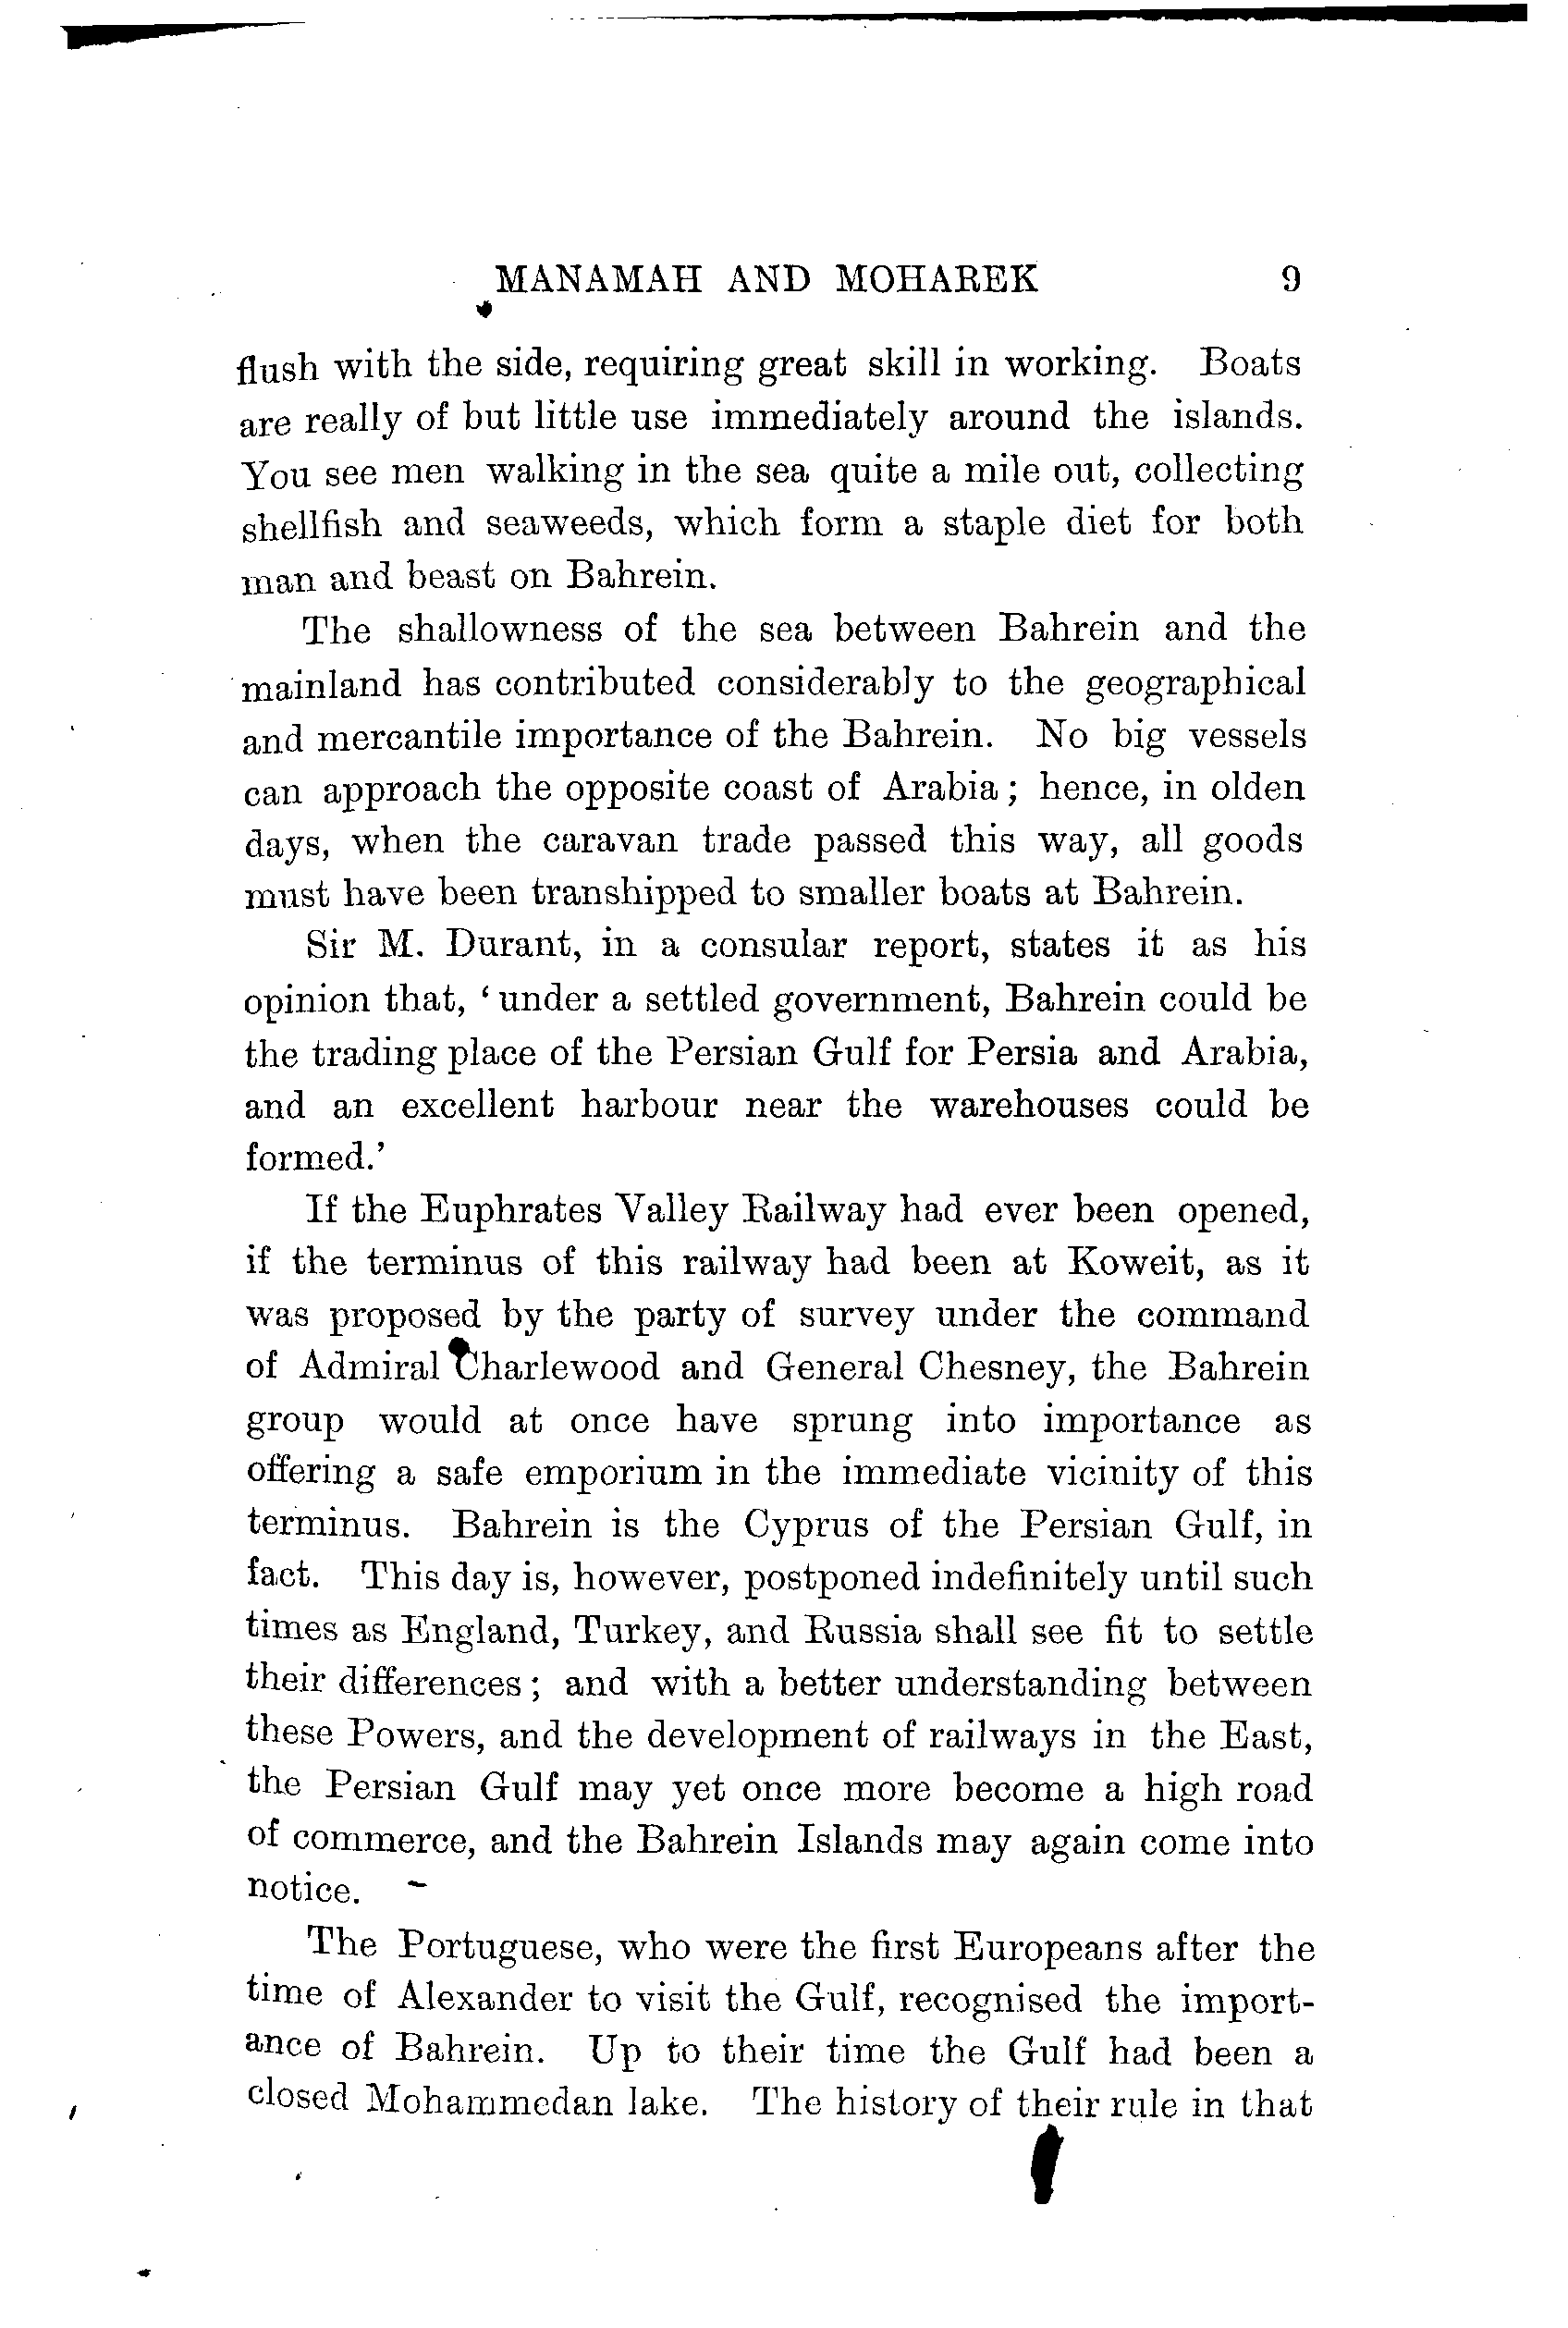 MANAMAH AND MOHAREK 9
flush with the side, requiring great skill in working. Boats
are really of but little use immediately around the islands.
You see men walking in the sea quite a mile out, collecting
shellfish and seaweeds, which form a staple diet for both
man and beast on Bahrein.
The shallowness of the sea between Bahrein and the
mainland has contributed considerably to the geographical
and mercantile importance of the Bahrein. No big vessels
can approach the opposite coast of Arabia; hence, in olden
days, when the caravan trade passed this way, all goods
must have been transhipped to smaller boats at Bahrein.
Sir M. Durant, in a consular report, states it as his
opinion that, 'under a settled government, Bahrein could be
the trading place of the Persian Gulf for Persia and Arabia,
and an excellent harbour near the warehouses could be
formed.'
If the Euphrates Valley Railway had ever been opened,
if the terminus of this railway had been at Koweit, as it
was proposed by the party of survey under the command
of Admiral Charlewood and General Chesney, the Bahrein
group would at once have sprung into importance as
offering a safe emporium in the immediate vicinity of this
terminus. Bahrein is the Cyprus of the Persian Gulf, in
fact. This day is, however, postponed indefinitely until such
times as England, Turkey, and Russia shall see fit to settle
their differences; and with a better understanding between
these Powers, and the development of railways in the East,
the Persian Gulf may yet once more become a high road
of commerce, and the Bahrein Islands may again come into
notice.
The Portuguese, who were the first Europeans after the
time of Alexander to visit the Gulf, recognised the import-
ance of Bahrein. Up to their time the Gulf had been a
closed Mohammedan lake. The history of their rule in that